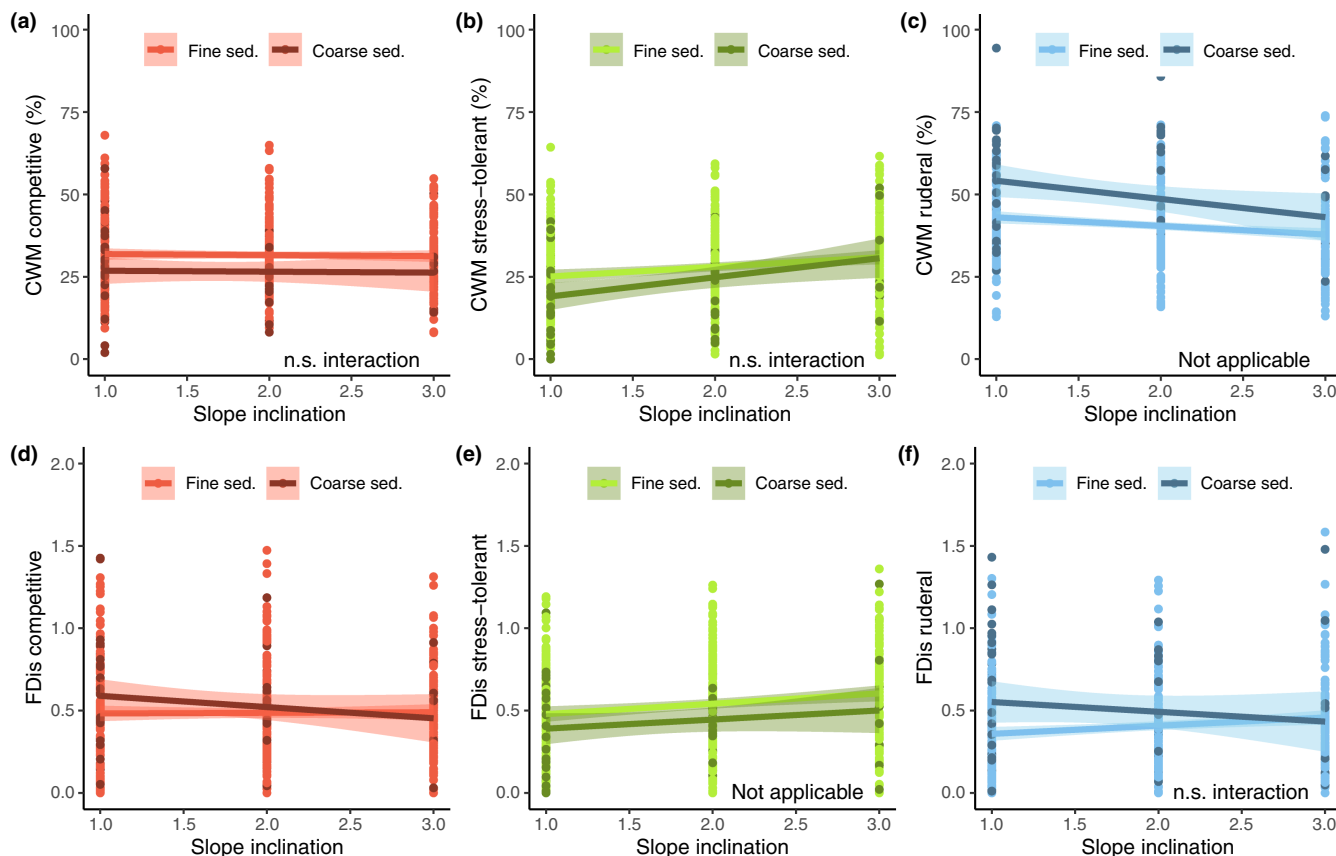 (a)
100
75
50
25
0
CWM competitive (%)
Fine sed.
Coarse sed.
n.s. interaction
1.0 1.5 2.0 2.5 3.0
Slope inclination
(b)
100
75
50
25
0
CWM stress−tolerant (%)
Fine sed.
Coarse sed.
n.s. interaction
1.0 1.5 2.0 2.5 3.0
Slope inclination
(c)
100
75
50
25
0
CWM ruderal (%)
Fine sed.
Coarse sed.
Not applicable
1.0 1.5 2.0 2.5 3.0
Slope inclination
(d)
2.0
1.5
1.0
0.5
0.0
FDis competitive
Fine sed.
Coarse sed.
1.0 1.5 2.0 2.5 3.0
Slope inclination
(e)
2.0
1.5
1.0
0.5
0.0
FDis stress−tolerant
Fine sed.
Coarse sed.
Not applicable
1.0 1.5 2.0 2.5 3.0
Slope inclination
(f)
2.0
1.5
1.0
0.5
0.0
FDis ruderal
Fine sed.
Coarse sed.
n.s. interaction
1.0 1.5 2.0 2.5 3.0
Slope inclination